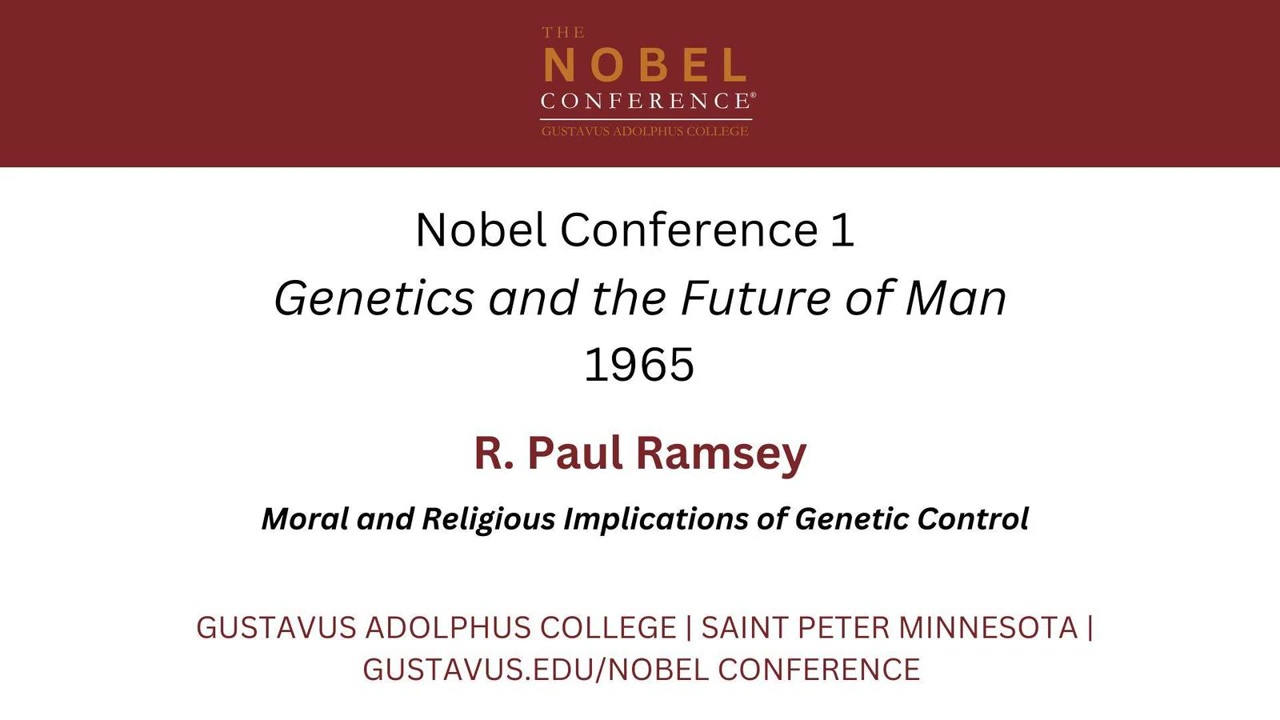 THE
NOBEL
CONFERENCE®
GUSTAVUS ADOLPHUS COLLEGE
Nobel Conference 1
Genetics and the Future of Man
1965
R. Paul Ramsey
Moral and Religious Implications of Genetic Control
GUSTAVUS ADOLPHUS COLLEGE | SAINT PETER MINNESOTA |
GUSTAVUS.EDU/NOBEL CONFERENCE